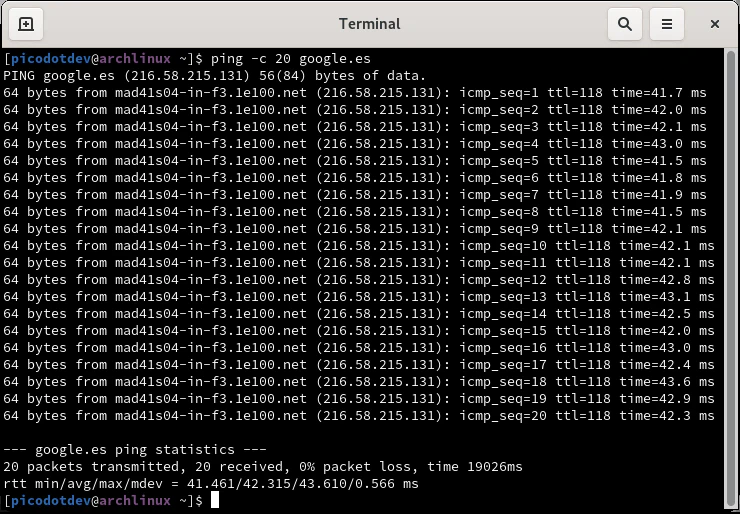 Terminal
[picodotdev@archlinux ~]$ ping -c 20 google.es
PING google.es (216.58.215.131) 56(84) bytes of data.
64 bytes from mad41s04-in-f3.1e100.net (216.58.215.131): icmp_seq=1 ttl=118 time=41.7 ms
64 bytes from mad41s04-in-f3.1e100.net (216.58.215.131): icmp_seq=2 ttl=118 time=42.0 ms
64 bytes from mad41s04-in-f3.1e100.net (216.58.215.131): icmp_seq=3 ttl=118 time=42.1 ms
64 bytes from mad41s04-in-f3.1e100.net (216.58.215.131): icmp_seq=4 ttl=118 time=43.0 ms
64 bytes from mad41s04-in-f3.1e100.net (216.58.215.131): icmp_seq=5 ttl=118 time=41.5 ms
64 bytes from mad41s04-in-f3.1e100.net (216.58.215.131): icmp_seq=6 ttl=118 time=41.8 ms
64 bytes from mad41s04-in-f3.1e100.net (216.58.215.131): icmp_seq=7 ttl=118 time=41.9 ms
64 bytes from mad41s04-in-f3.1e100.net (216.58.215.131): icmp_seq=8 ttl=118 time=41.5 ms
64 bytes from mad41s04-in-f3.1e100.net (216.58.215.131): icmp_seq=9 ttl=118 time=42.1 ms
64 bytes from mad41s04-in-f3.1e100.net (216.58.215.131): icmp_seq=10 ttl=118 time=42.1 ms
64 bytes from mad41s04-in-f3.1e100.net (216.58.215.131): icmp_seq=11 ttl=118 time=42.1 ms
64 bytes from mad41s04-in-f3.1e100.net (216.58.215.131): icmp_seq=12 ttl=118 time=42.8 ms
64 bytes from mad41s04-in-f3.1e100.net (216.58.215.131): icmp_seq=13 ttl=118 time=43.1 ms
64 bytes from mad41s04-in-f3.1e100.net (216.58.215.131): icmp_seq=14 ttl=118 time=42.5 ms
64 bytes from mad41s04-in-f3.1e100.net (216.58.215.131): icmp_seq=15 ttl=118 time=42.0 ms
64 bytes from mad41s04-in-f3.1e100.net (216.58.215.131): icmp_seq=16 ttl=118 time=43.0 ms
64 bytes from mad41s04-in-f3.1e100.net (216.58.215.131): icmp_seq=17 ttl=118 time=42.4 ms
64 bytes from mad41s04-in-f3.1e100.net (216.58.215.131): icmp_seq=18 ttl=118 time=43.6 ms
64 bytes from mad41s04-in-f3.1e100.net (216.58.215.131): icmp_seq=19 ttl=118 time=42.9 ms
64 bytes from mad41s04-in-f3.1e100.net (216.58.215.131): icmp_seq=20 ttl=118 time=42.3 ms
--- google.es ping statistics ---
20 packets transmitted, 20 received, 0% packet loss, time 19026ms
rtt min/avg/max/mdev = 41.461/42.315/43.610/0.566 ms
[picodotdev@archlinux ~]$